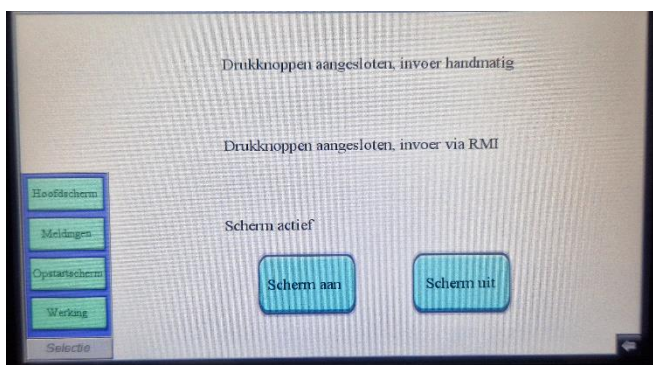 Drukknoppen aangesloten, invoer handmatig
Drukknoppen aangesloten, invoer via RMI
Scherm actief
Scherm aan
Scherm uit
Hoofdscherm
Meldingen
Opstartscherm
Werking
Selectie